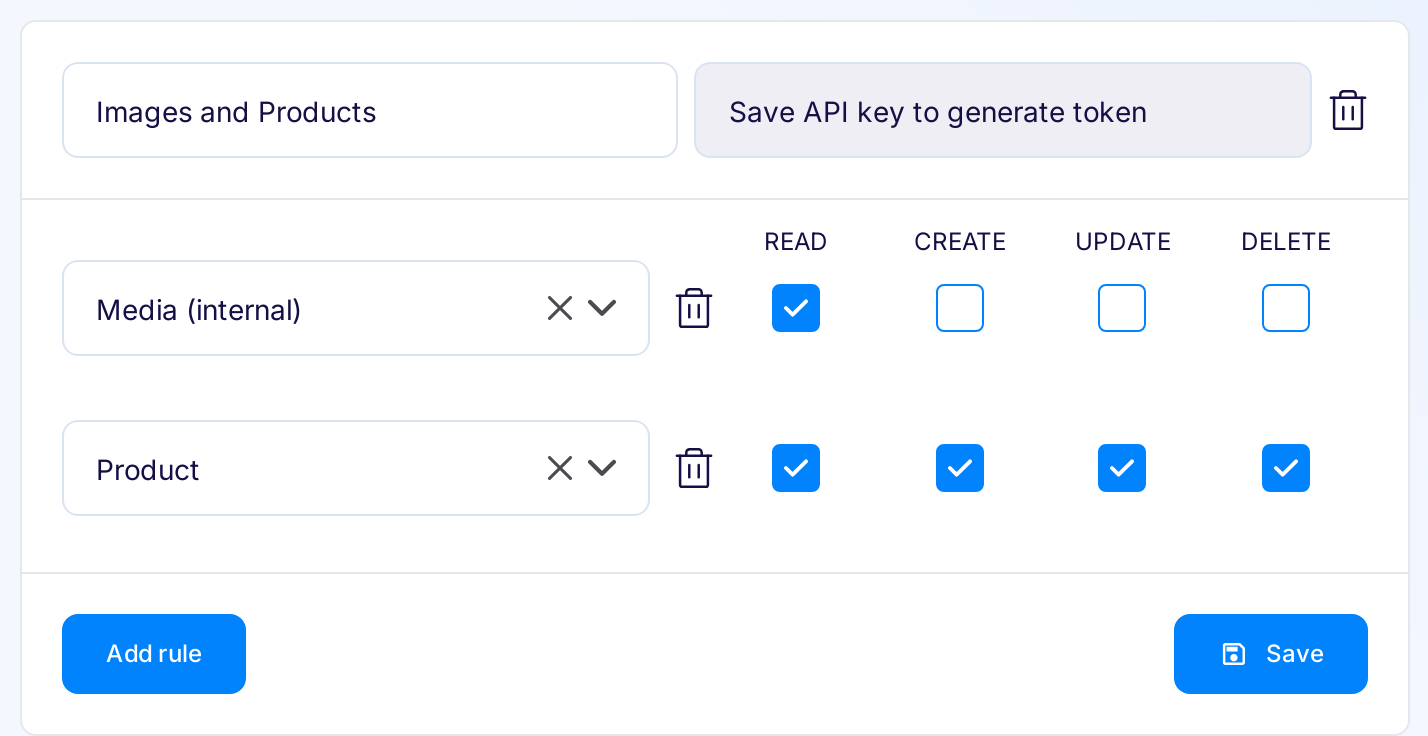 Images and Products
Save API key to generate token
READ CREATE UPDATE DELETE
Media (internal)
Product
Add rule
Save